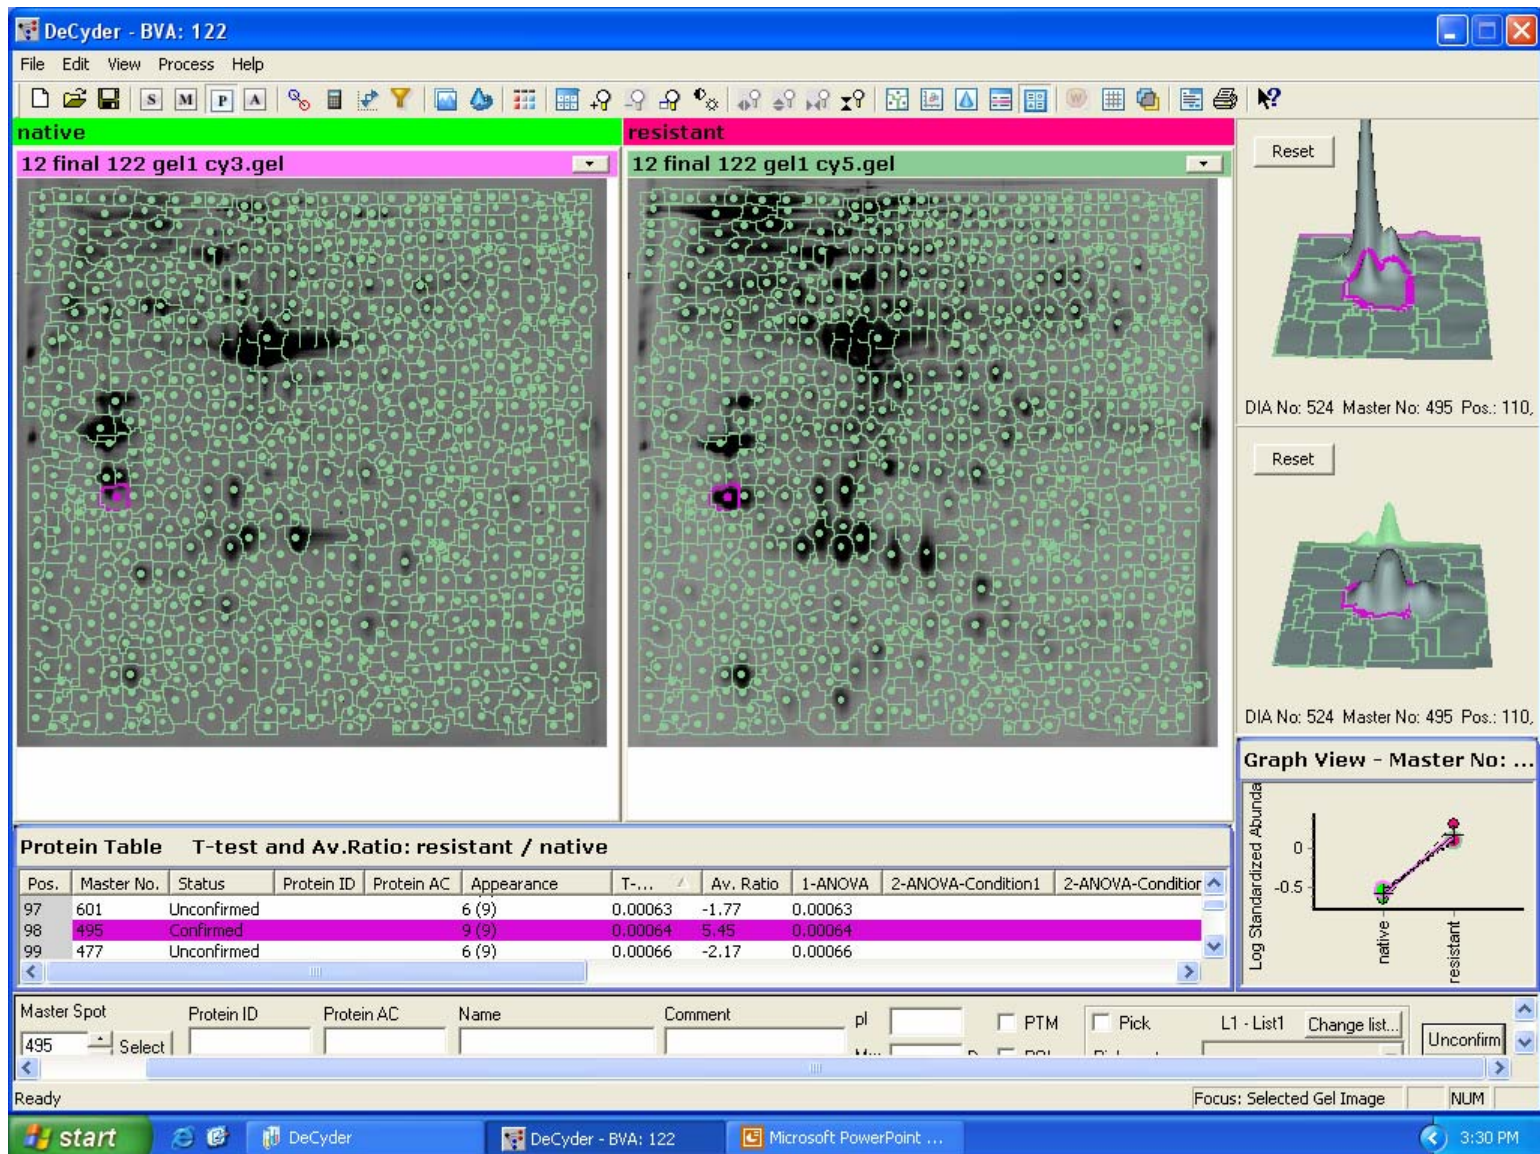 DeCyder - BVA: 122
File Edit View Process Help
S M P A
native
resistant
12 final 122 gel1 cy3.gel
12 final 122 gel1 cy5.gel
Reset
DIA No: 524 Master No: 495 Pos.: 110,
Reset
DIA No: 524 Master No: 495 Pos.: 110,
Graph View - Master No: ...
Log Standardized Abunda
0
-0.5
native
resistant
Protein Table T-test and Av.Ratio: resistant / native
Pos. Master No. Status Protein ID Protein AC Appearance T-... Av. Ratio 1-ANOVA 2-ANOVA-Condition1 2-ANOVA-Condition
97 601 Unconfirmed 6 (9) 0.00063 -1.77 0.00063
98 495 Confirmed 9 (9) 0.00064 5.45 0.00064
99 477 Unconfirmed 6 (9) 0.00066 -2.17 0.00066
Master Spot Protein ID Protein AC Name Comment pI PTM Pick L1 - List1 Change list...
495 Select Unconfirm
Ready Focus: Selected Gel Image NUM
start DeCyder DeCyder - BVA: 122 Microsoft PowerPoint ... 3:30 PM